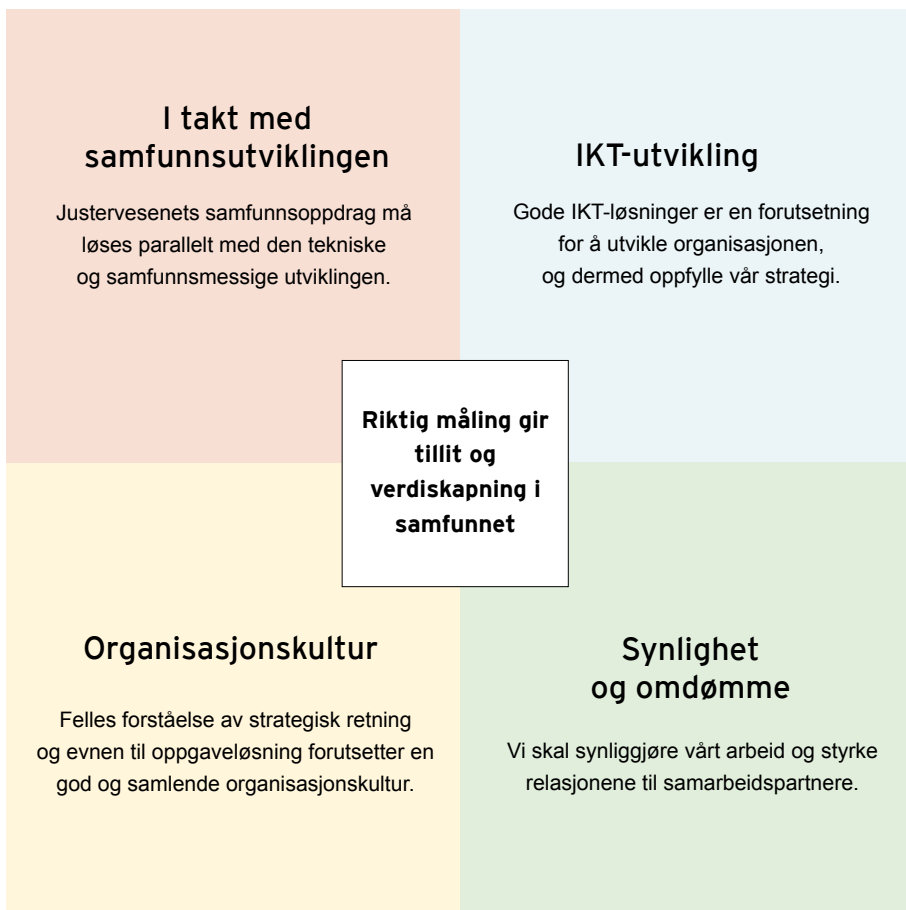 I takt med
samfunnsutviklingen
Justervesenets samfunnsoppdrag må
løses parallelt med den tekniske
og samfunnsmessige utviklingen.
IKT-utvikling
Gode IKT-løsninger er en forutsetning
for å utvikle organisasjonen,
og dermed oppfylle vår strategi.
Riktig måling gir
tillit og
verdiskapning i
samfunnet
Organisasjonskultur
Felles forståelse av strategisk retning
og evnen til oppgaveløsning forutsetter en
god og samlende organisasjonskultur.
Synlighet
og omdømme
Vi skal synliggjøre vårt arbeid og styrke
relasjonene til samarbeidspartnere.